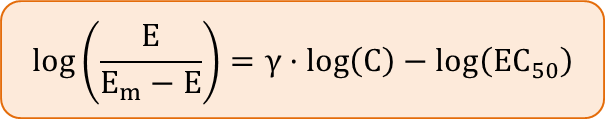 log(E / (Eₘ − E)) = γ · log(C) − log(EC₅₀)